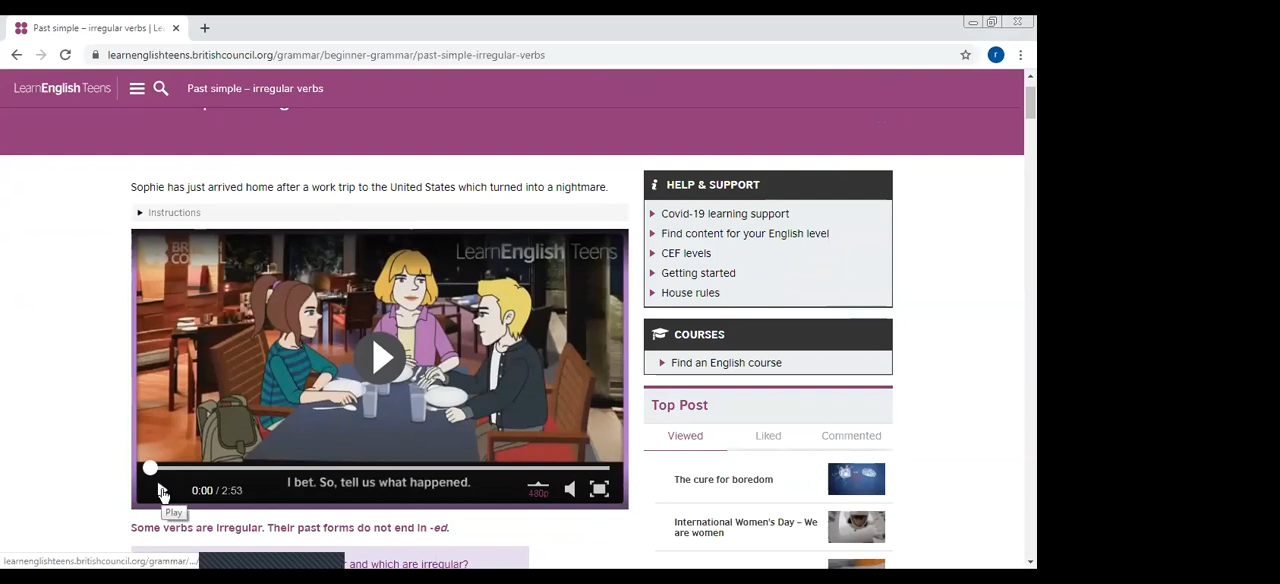 Past simple – irregular verbs | Le
learnenglishteens.britishcouncil.org/grammar/beginner-grammar/past-simple-irregular-verbs
r
LearnEnglish Teens
Past simple – irregular verbs
Sophie has just arrived home after a work trip to the United States which turned into a nightmare.
Instructions
LearnEnglish Teens
I bet. So, tell us what happened.
0:00 / 2:53
480p
Play
Some verbs are irregular. Their past forms do not end in -ed.
and which are irregular?
learnenglishteens.britishcouncil.org/grammar/...
HELP & SUPPORT
Covid-19 learning support
Find content for your English level
CEF levels
Getting started
House rules
COURSES
Find an English course
Top Post
Viewed
Liked
Commented
The cure for boredom
International Women's Day – We
are women